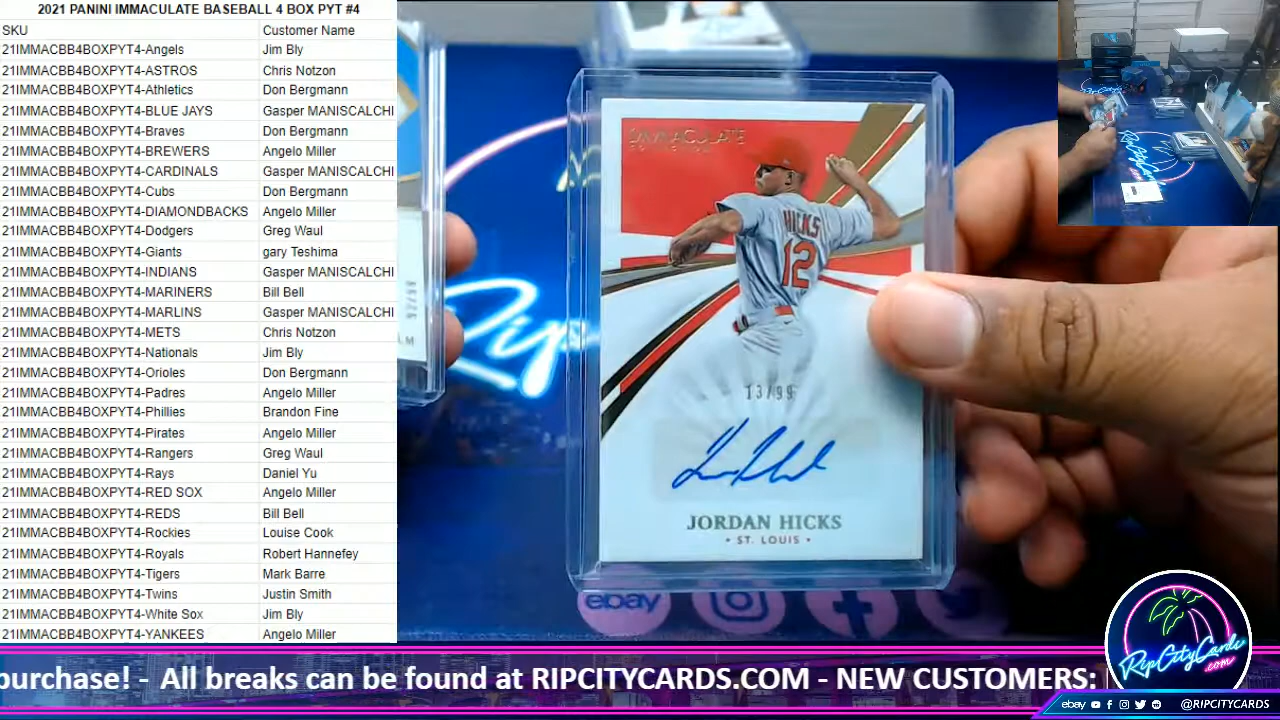 2021 PANINI IMMACULATE BASEBALL 4 BOX PYT #4
SKU Customer Name
21IMMACBB4BOXPYT4-Angels Jim Bly
21IMMACBB4BOXPYT4-ASTROS Chris Notzon
21IMMACBB4BOXPYT4-Athletics Don Bergmann
21IMMACBB4BOXPYT4-BLUE JAYS Gasper MANISCALCHI
21IMMACBB4BOXPYT4-Braves Don Bergmann
21IMMACBB4BOXPYT4-BREWERS Angelo Miller
21IMMACBB4BOXPYT4-CARDINALS Gasper MANISCALCHI
21IMMACBB4BOXPYT4-Cubs Don Bergmann
21IMMACBB4BOXPYT4-DIAMONDBACKS Angelo Miller
21IMMACBB4BOXPYT4-Dodgers Greg Waul
21IMMACBB4BOXPYT4-Giants gary Teshima
21IMMACBB4BOXPYT4-INDIANS Gasper MANISCALCHI
21IMMACBB4BOXPYT4-MARINERS Bill Bell
21IMMACBB4BOXPYT4-MARLINS Gasper MANISCALCHI
21IMMACBB4BOXPYT4-METS Chris Notzon
21IMMACBB4BOXPYT4-Nationals Jim Bly
21IMMACBB4BOXPYT4-Orioles Don Bergmann
21IMMACBB4BOXPYT4-Padres Angelo Miller
21IMMACBB4BOXPYT4-Phillies Brandon Fine
21IMMACBB4BOXPYT4-Pirates Angelo Miller
21IMMACBB4BOXPYT4-Rangers Greg Waul
21IMMACBB4BOXPYT4-Rays Daniel Yu
21IMMACBB4BOXPYT4-RED SOX Angelo Miller
21IMMACBB4BOXPYT4-REDS Bill Bell
21IMMACBB4BOXPYT4-Rockies Louise Cook
21IMMACBB4BOXPYT4-Royals Robert Hannefey
21IMMACBB4BOXPYT4-Tigers Mark Barre
21IMMACBB4BOXPYT4-Twins Justin Smith
21IMMACBB4BOXPYT4-White Sox Jim Bly
21IMMACBB4BOXPYT4-YANKEES Angelo Miller
IMMACULATE
COLLECTION
HICKS
12
13/99
JORDAN HICKS
• ST. LOUIS •
Rip
ebay
purchase! - All breaks can be found at RIPCITYCARDS.COM - NEW CUSTOMERS:
RipCityCards
.com
ebay @RIPCITYCARDS